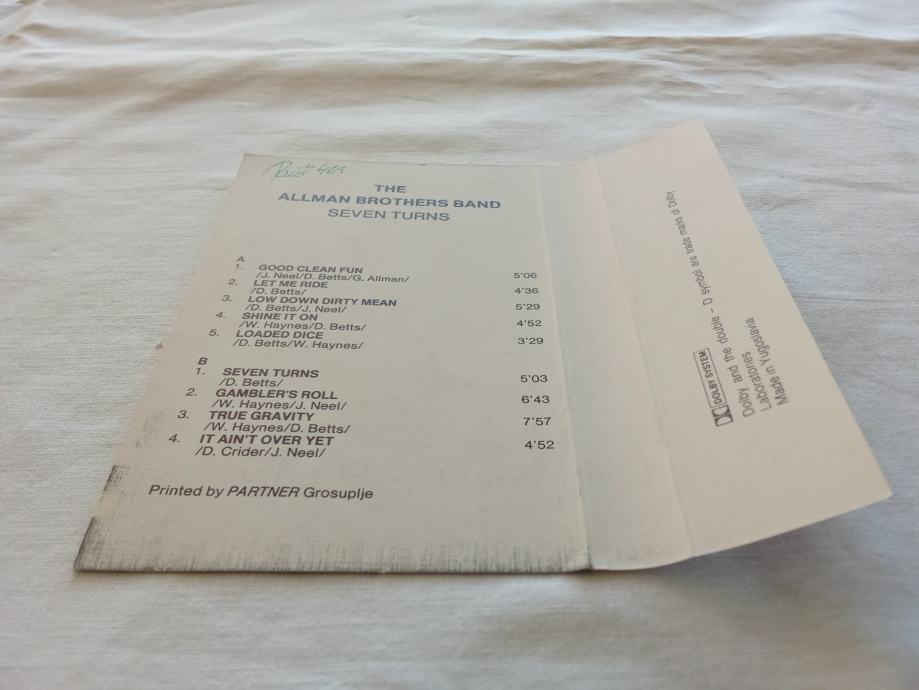 THE
ALLMAN BROTHERS BAND
SEVEN TURNS
A
1. GOOD CLEAN FUN
/J. Neel/D. Betts/G. Allman/ 5'06
2. LET ME RIDE
/D. Betts/ 4'36
3. LOW DOWN DIRTY MEAN
/D. Betts/J. Neel/ 5'29
4. SHINE IT ON
/W. Haynes/D. Betts/ 4'52
5. LOADED DICE
/D. Betts/W. Haynes/ 3'29
B
1. SEVEN TURNS
/D. Betts/ 5'03
2. GAMBLER'S ROLL
/W. Haynes/J. Neel/ 6'43
3. TRUE GRAVITY
/W. Haynes/D. Betts/ 7'57
4. IT AIN'T OVER YET
/D. Crider/J. Neel/ 4'52
Printed by PARTNER Grosuplje
DOLBY SYSTEM
Dolby and the double – D symbol are trade marks of Dolby
Laboratories
Made in Yugoslavia